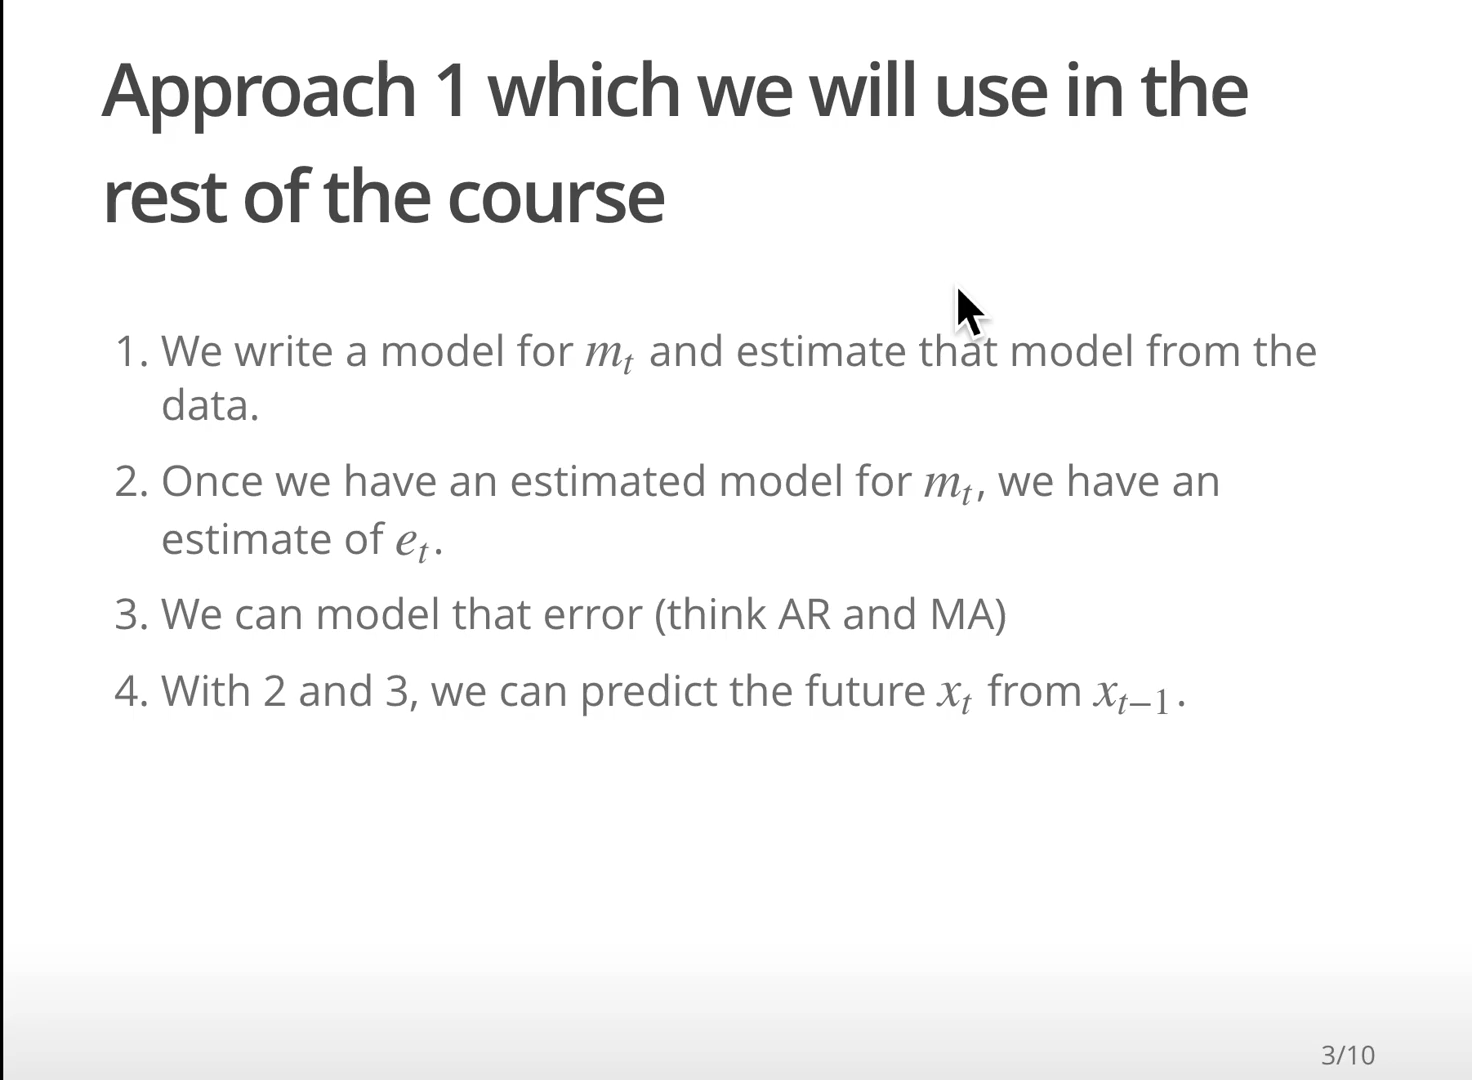 Approach 1 which we will use in the
rest of the course
1. We write a model for mₜ and estimate that model from the
data.
2. Once we have an estimated model for mₜ, we have an
estimate of eₜ.
3. We can model that error (think AR and MA)
4. With 2 and 3, we can predict the future xₜ from xₜ₋₁.
3/10